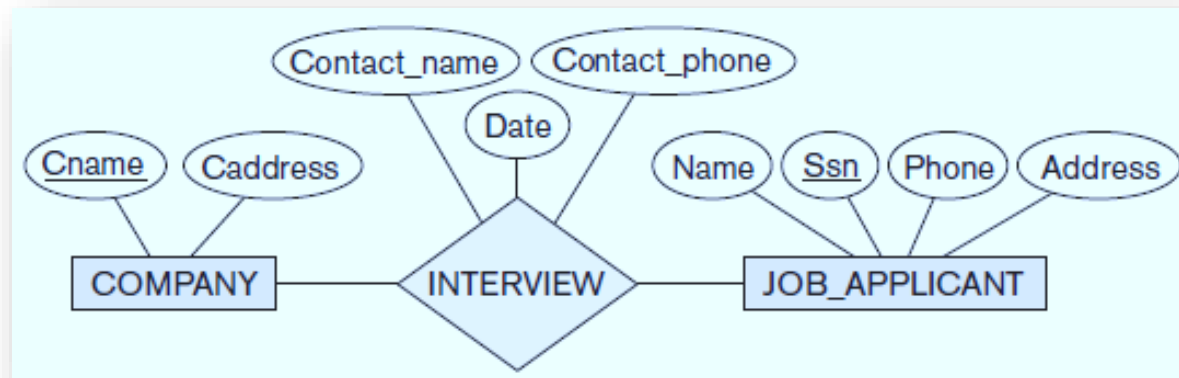 Contact_name
Contact_phone
Date
Cname
Caddress
Name
Ssn
Phone
Address
COMPANY
INTERVIEW
JOB_APPLICANT